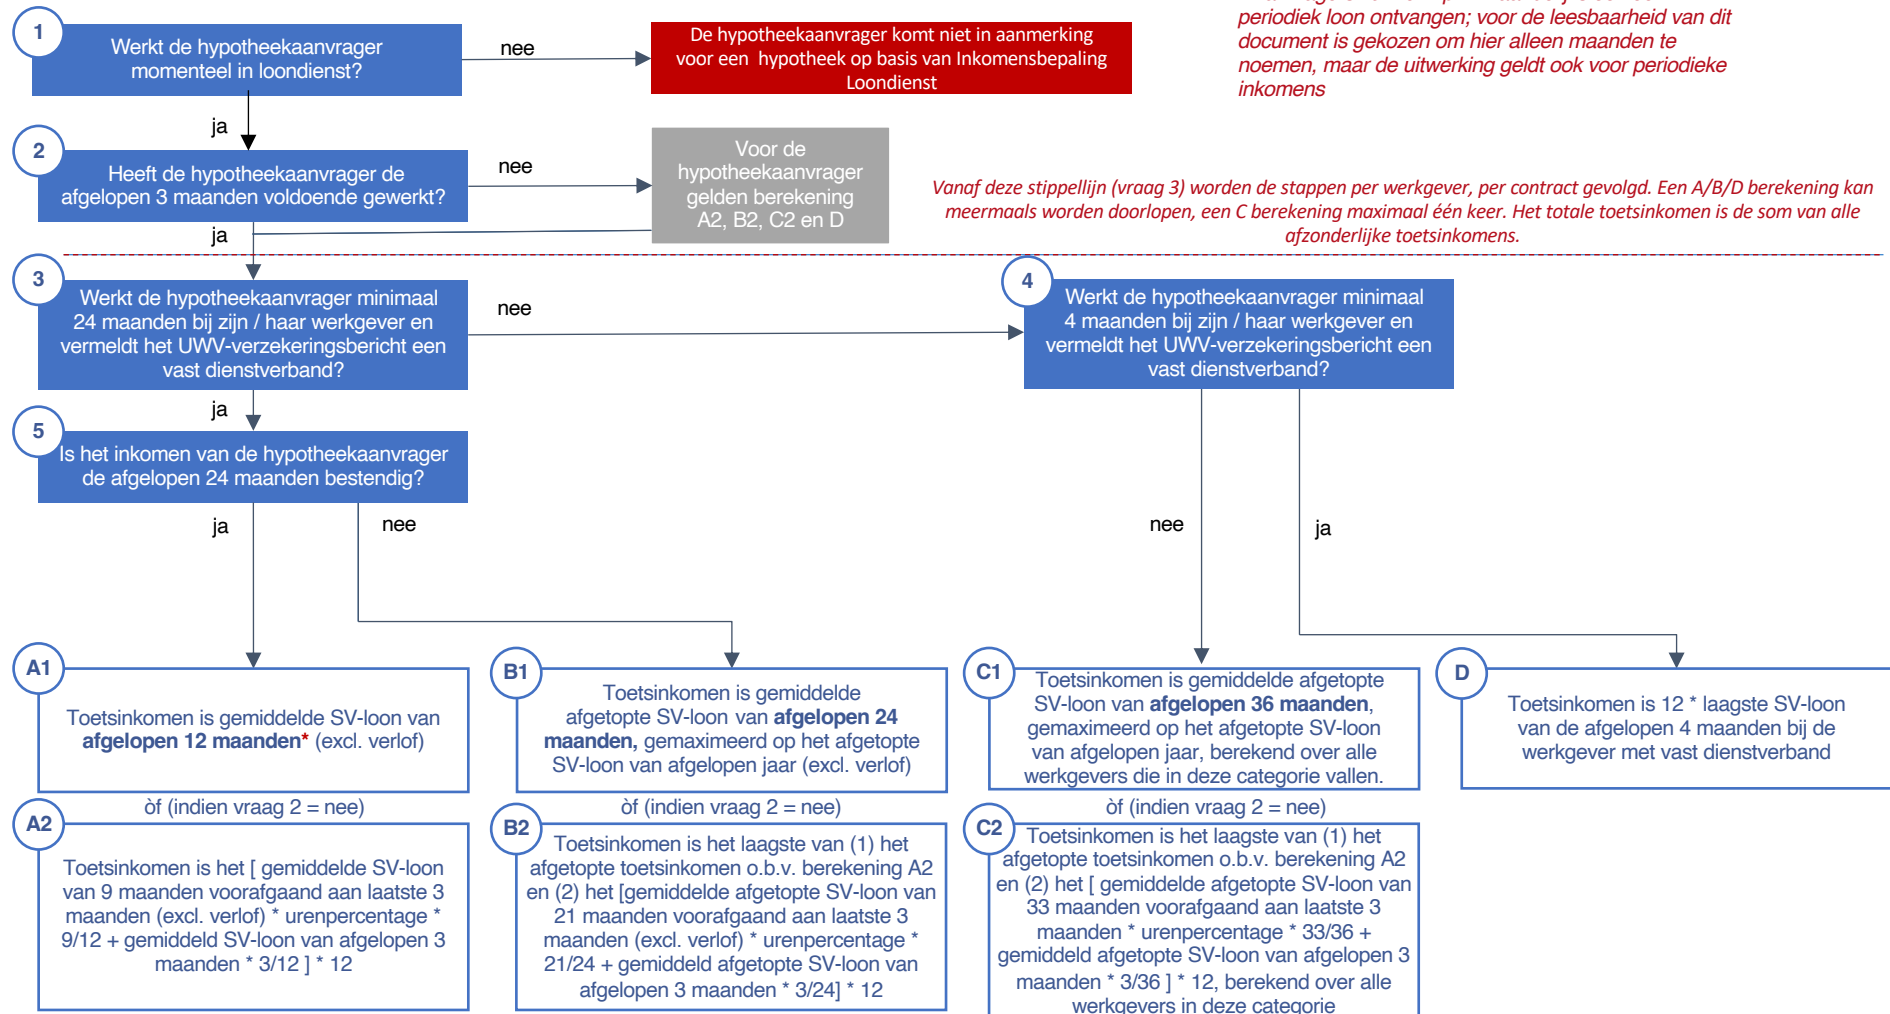 periodiek loon ontvangen; voor de leesbaarheid van dit
document is gekozen om hier alleen maanden te
noemen, maar de uitwerking geldt ook voor periodieke
inkomens
1
Werkt de hypotheekaanvrager
momenteel in loondienst?
nee
De hypotheekaanvrager komt niet in aanmerking
voor een hypotheek op basis van Inkomensbepaling
Loondienst
ja
2
Heeft de hypotheekaanvrager de
afgelopen 3 maanden voldoende gewerkt?
nee
Voor de
hypotheekaanvrager
gelden berekening
A2, B2, C2 en D
ja
Vanaf deze stippellijn (vraag 3) worden de stappen per werkgever, per contract gevolgd. Een A/B/D berekening kan
meermaals worden doorlopen, een C berekening maximaal één keer. Het totale toetsinkomen is de som van alle
afzonderlijke toetsinkomens.
3
Werkt de hypotheekaanvrager minimaal
24 maanden bij zijn / haar werkgever en
vermeldt het UWV-verzekeringsbericht een
vast dienstverband?
nee
4
Werkt de hypotheekaanvrager minimaal
4 maanden bij zijn / haar werkgever en
vermeldt het UWV-verzekeringsbericht een
vast dienstverband?
ja
5
Is het inkomen van de hypotheekaanvrager
de afgelopen 24 maanden bestendig?
ja
nee
nee
ja
A1
Toetsinkomen is gemiddelde SV-loon van
afgelopen 12 maanden* (excl. verlof)
B1
Toetsinkomen is gemiddelde
afgetopte SV-loon van afgelopen 24
maanden, gemaximeerd op het afgetopte
SV-loon van afgelopen jaar (excl. verlof)
C1
Toetsinkomen is gemiddelde afgetopte
SV-loon van afgelopen 36 maanden,
gemaximeerd op het afgetopte SV-loon
van afgelopen jaar, berekend over alle
werkgevers die in deze categorie vallen.
D
Toetsinkomen is 12 * laagste SV-loon
van de afgelopen 4 maanden bij de
werkgever met vast dienstverband
òf (indien vraag 2 = nee)
òf (indien vraag 2 = nee)
òf (indien vraag 2 = nee)
A2
Toetsinkomen is het [ gemiddelde SV-loon
van 9 maanden voorafgaand aan laatste 3
maanden (excl. verlof) * urenpercentage *
9/12 + gemiddeld SV-loon van afgelopen 3
maanden * 3/12 ] * 12
B2
Toetsinkomen is het laagste van (1) het
afgetopte toetsinkomen o.b.v. berekening A2
en (2) het [gemiddelde afgetopte SV-loon van
21 maanden voorafgaand aan laatste 3
maanden (excl. verlof) * urenpercentage *
21/24 + gemiddeld afgetopte SV-loon van
afgelopen 3 maanden * 3/24] * 12
C2
Toetsinkomen is het laagste van (1) het
afgetopte toetsinkomen o.b.v. berekening A2
en (2) het [ gemiddelde afgetopte SV-loon van
33 maanden voorafgaand aan laatste 3
maanden * urenpercentage * 33/36 +
gemiddeld afgetopte SV-loon van afgelopen 3
maanden * 3/36 ] * 12, berekend over alle
werkgevers in deze categorie